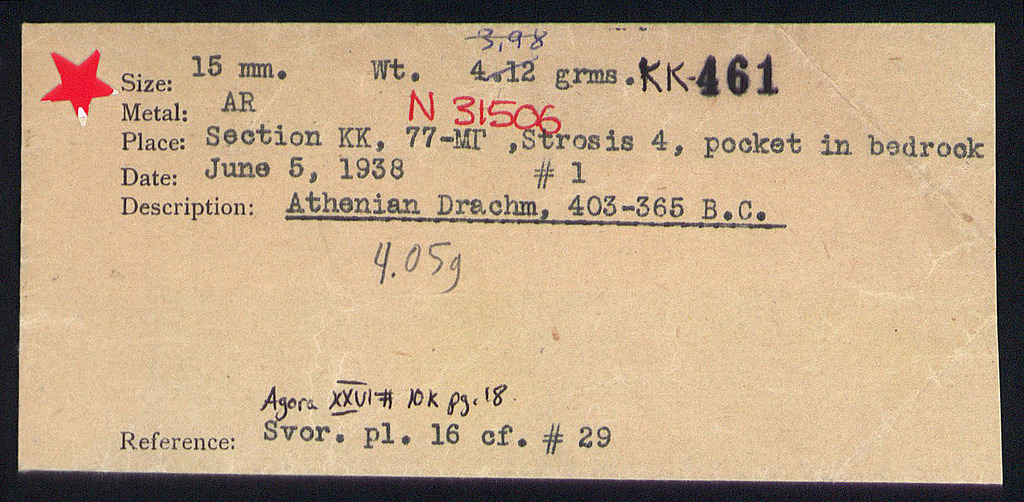 3,98
Size: 15 mm. Wt. 4.12 grms. KK-461
Metal: AR N 31506
Place: Section KK, 77-ΜΓ ,Strosis 4, pocket in bedrock
Date: June 5, 1938 # 1
Description: Athenian Drachm, 403-365 B.C.
4.05g
Agora XXVI # 10k pg. 18.
Reference: Svor. pl. 16 cf. # 29